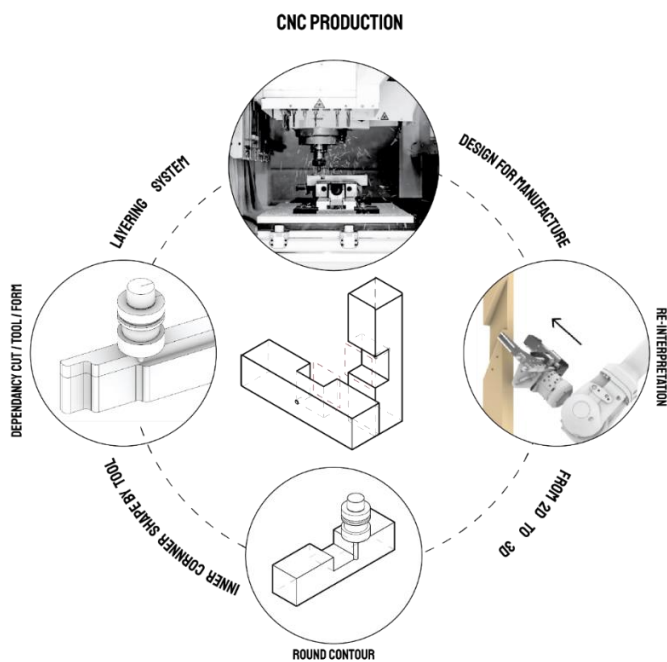 CNC PRODUCTION
LAYERING SYSTEM
DESIGN FOR MANUFACTURE
DEPENDANCY CUT / TOOL / FORM
RE-INTERPRETATION
INNER CORNNER SHAPE BY TOOL
FROM 2D TO 3D
ROUND CONTOUR